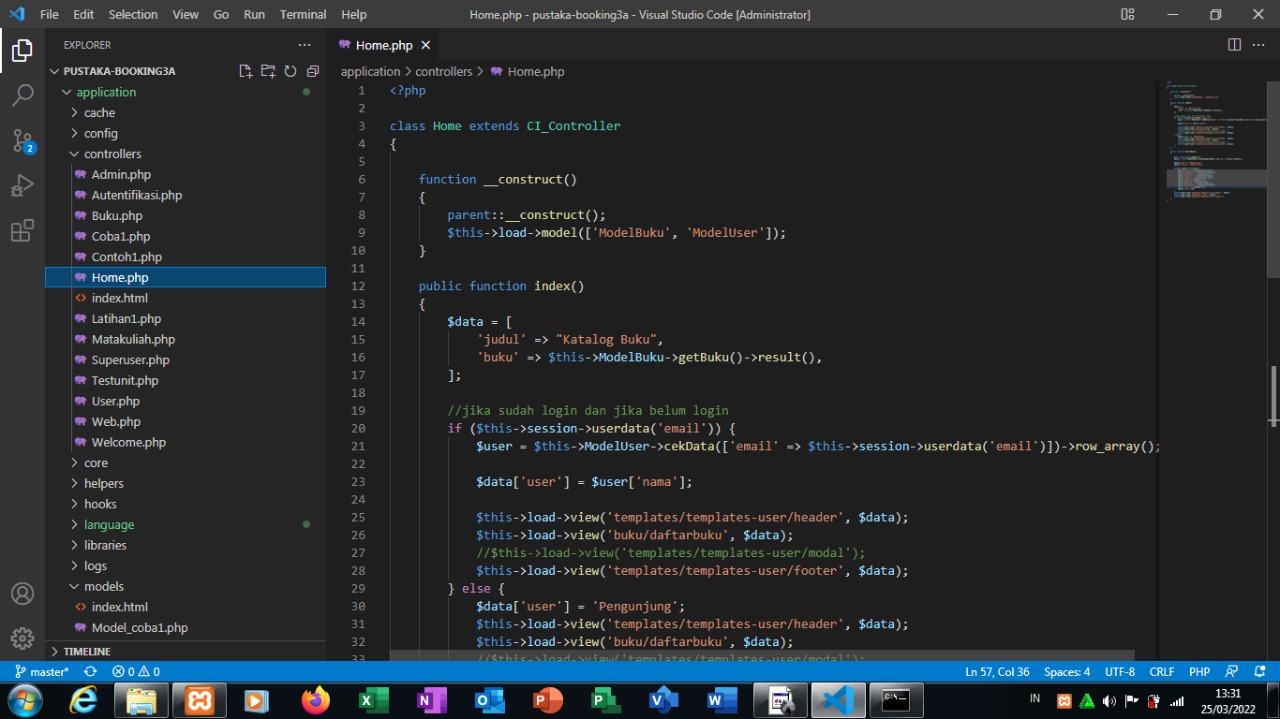 File Edit Selection View Go Run Terminal Help
Home.php - pustaka-booking3a - Visual Studio Code [Administrator]
EXPLORER
Home.php
PUSTAKA-BOOKING3A
application > controllers > Home.php
application
cache
config
controllers
Admin.php
Autentifikasi.php
Buku.php
Coba1.php
Contoh1.php
Home.php
index.html
Latihan1.php
Matakuliah.php
Superuser.php
Testunit.php
User.php
Web.php
Welcome.php
core
helpers
hooks
language
libraries
logs
models
index.html
Model_coba1.php
TIMELINE
2
1 <?php
2
3 class Home extends CI_Controller
4 {
5
6 function __construct()
7 {
8 parent::__construct();
9 $this->load->model(['ModelBuku', 'ModelUser']);
10 }
11
12 public function index()
13 {
14 $data = [
15 'judul' => "Katalog Buku",
16 'buku' => $this->ModelBuku->getBuku()->result(),
17 ];
18
19 //jika sudah login dan jika belum login
20 if ($this->session->userdata('email')) {
21 $user = $this->ModelUser->cekData(['email' => $this->session->userdata('email')])->row_array();
22
23 $data['user'] = $user['nama'];
24
25 $this->load->view('templates/templates-user/header', $data);
26 $this->load->view('buku/daftarbuku', $data);
27 //$this->load->view('templates/templates-user/modal');
28 $this->load->view('templates/templates-user/footer', $data);
29 } else {
30 $data['user'] = 'Pengunjung';
31 $this->load->view('templates/templates-user/header', $data);
32 $this->load->view('buku/daftarbuku', $data);
33 //$this->load->view('templates/templates-user/modal');
master* 0 0
Ln 57, Col 36 Spaces: 4 UTF-8 CRLF PHP
IN
13:31
25/03/2022